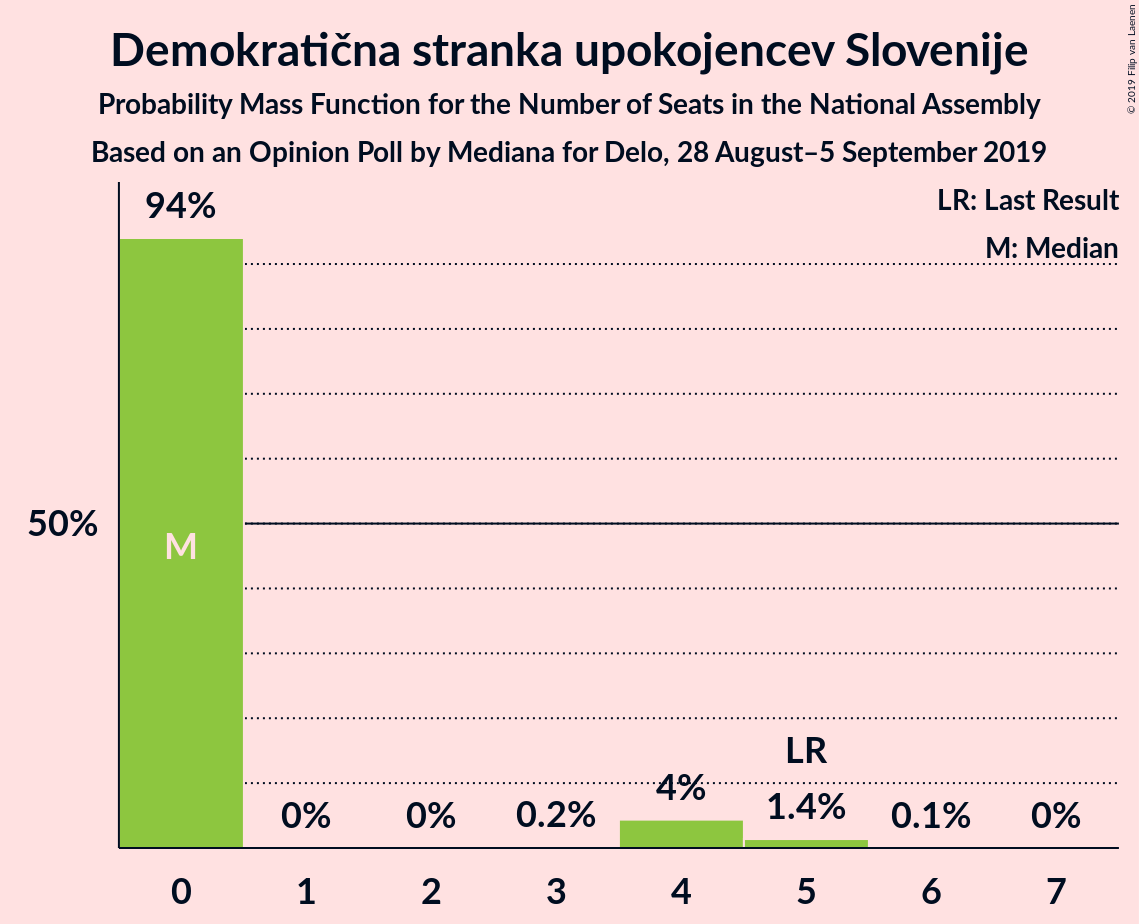 Demokratična stranka upokojencev Slovenije
Probability Mass Function for the Number of Seats in the National Assembly
Based on an Opinion Poll by Mediana for Delo, 28 August–5 September 2019
© 2019 Filip van Laenen
LR: Last Result
M: Median
94%
50%
M
0%
0%
0.2%
4%
LR
1.4%
0.1%
0%
0 1 2 3 4 5 6 7